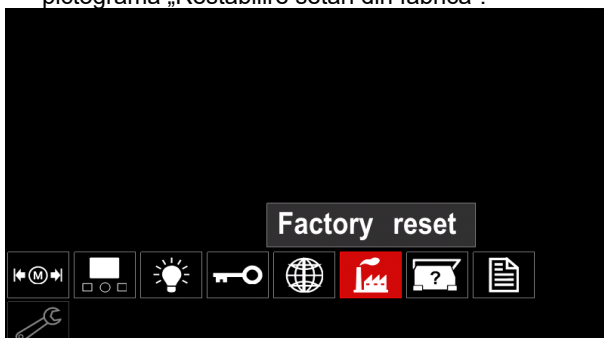 pictograma „Restabilire setări din fabrică”.
Factory reset
M
?